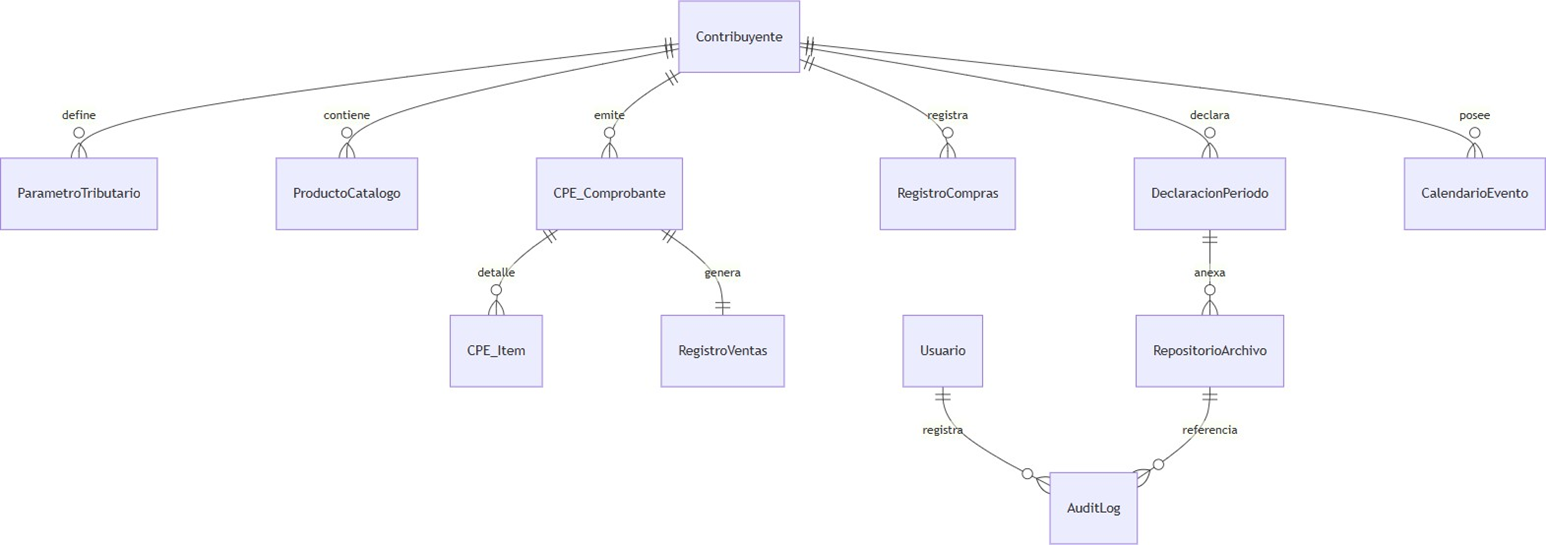 Contribuyente
define
contiene
emite
registra
declara
posee
ParametroTributario
ProductoCatalogo
CPE_Comprobante
RegistroCompras
DeclaracionPeriodo
CalendarioEvento
detalle
genera
anexa
CPE_Item
RegistroVentas
Usuario
RepositorioArchivo
registra
referencia
AuditLog